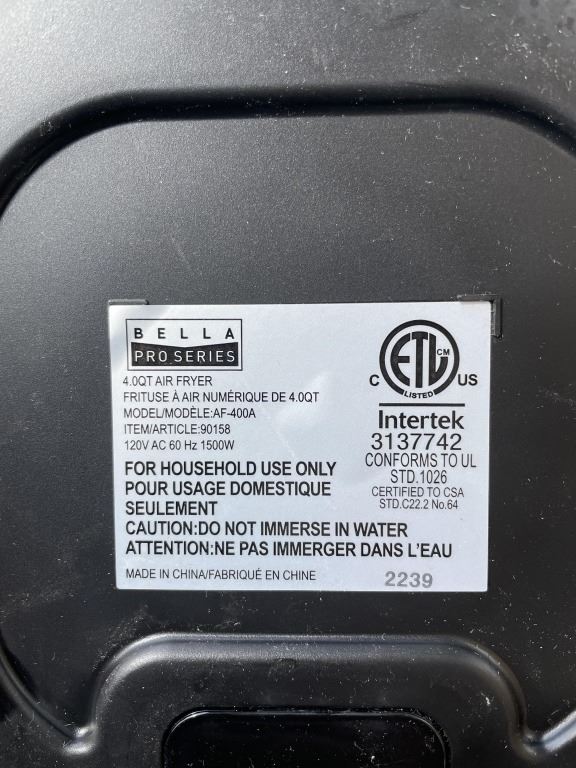 BELLA
PRO SERIES
4.0QT AIR FRYER
FRITUSE À AIR NUMÉRIQUE DE 4.0QT
MODEL/MODÈLE:AF-400A
ITEM/ARTICLE:90158
120V AC 60 Hz 1500W
FOR HOUSEHOLD USE ONLY
POUR USAGE DOMESTIQUE
SEULEMENT
CAUTION:DO NOT IMMERSE IN WATER
ATTENTION:NE PAS IMMERGER DANS L'EAU
MADE IN CHINA/FABRIQUÉ EN CHINE
ETL CM
C US
LISTED
Intertek
3137742
CONFORMS TO UL
STD.1026
CERTIFIED TO CSA
STD.C22.2 No.64
2239